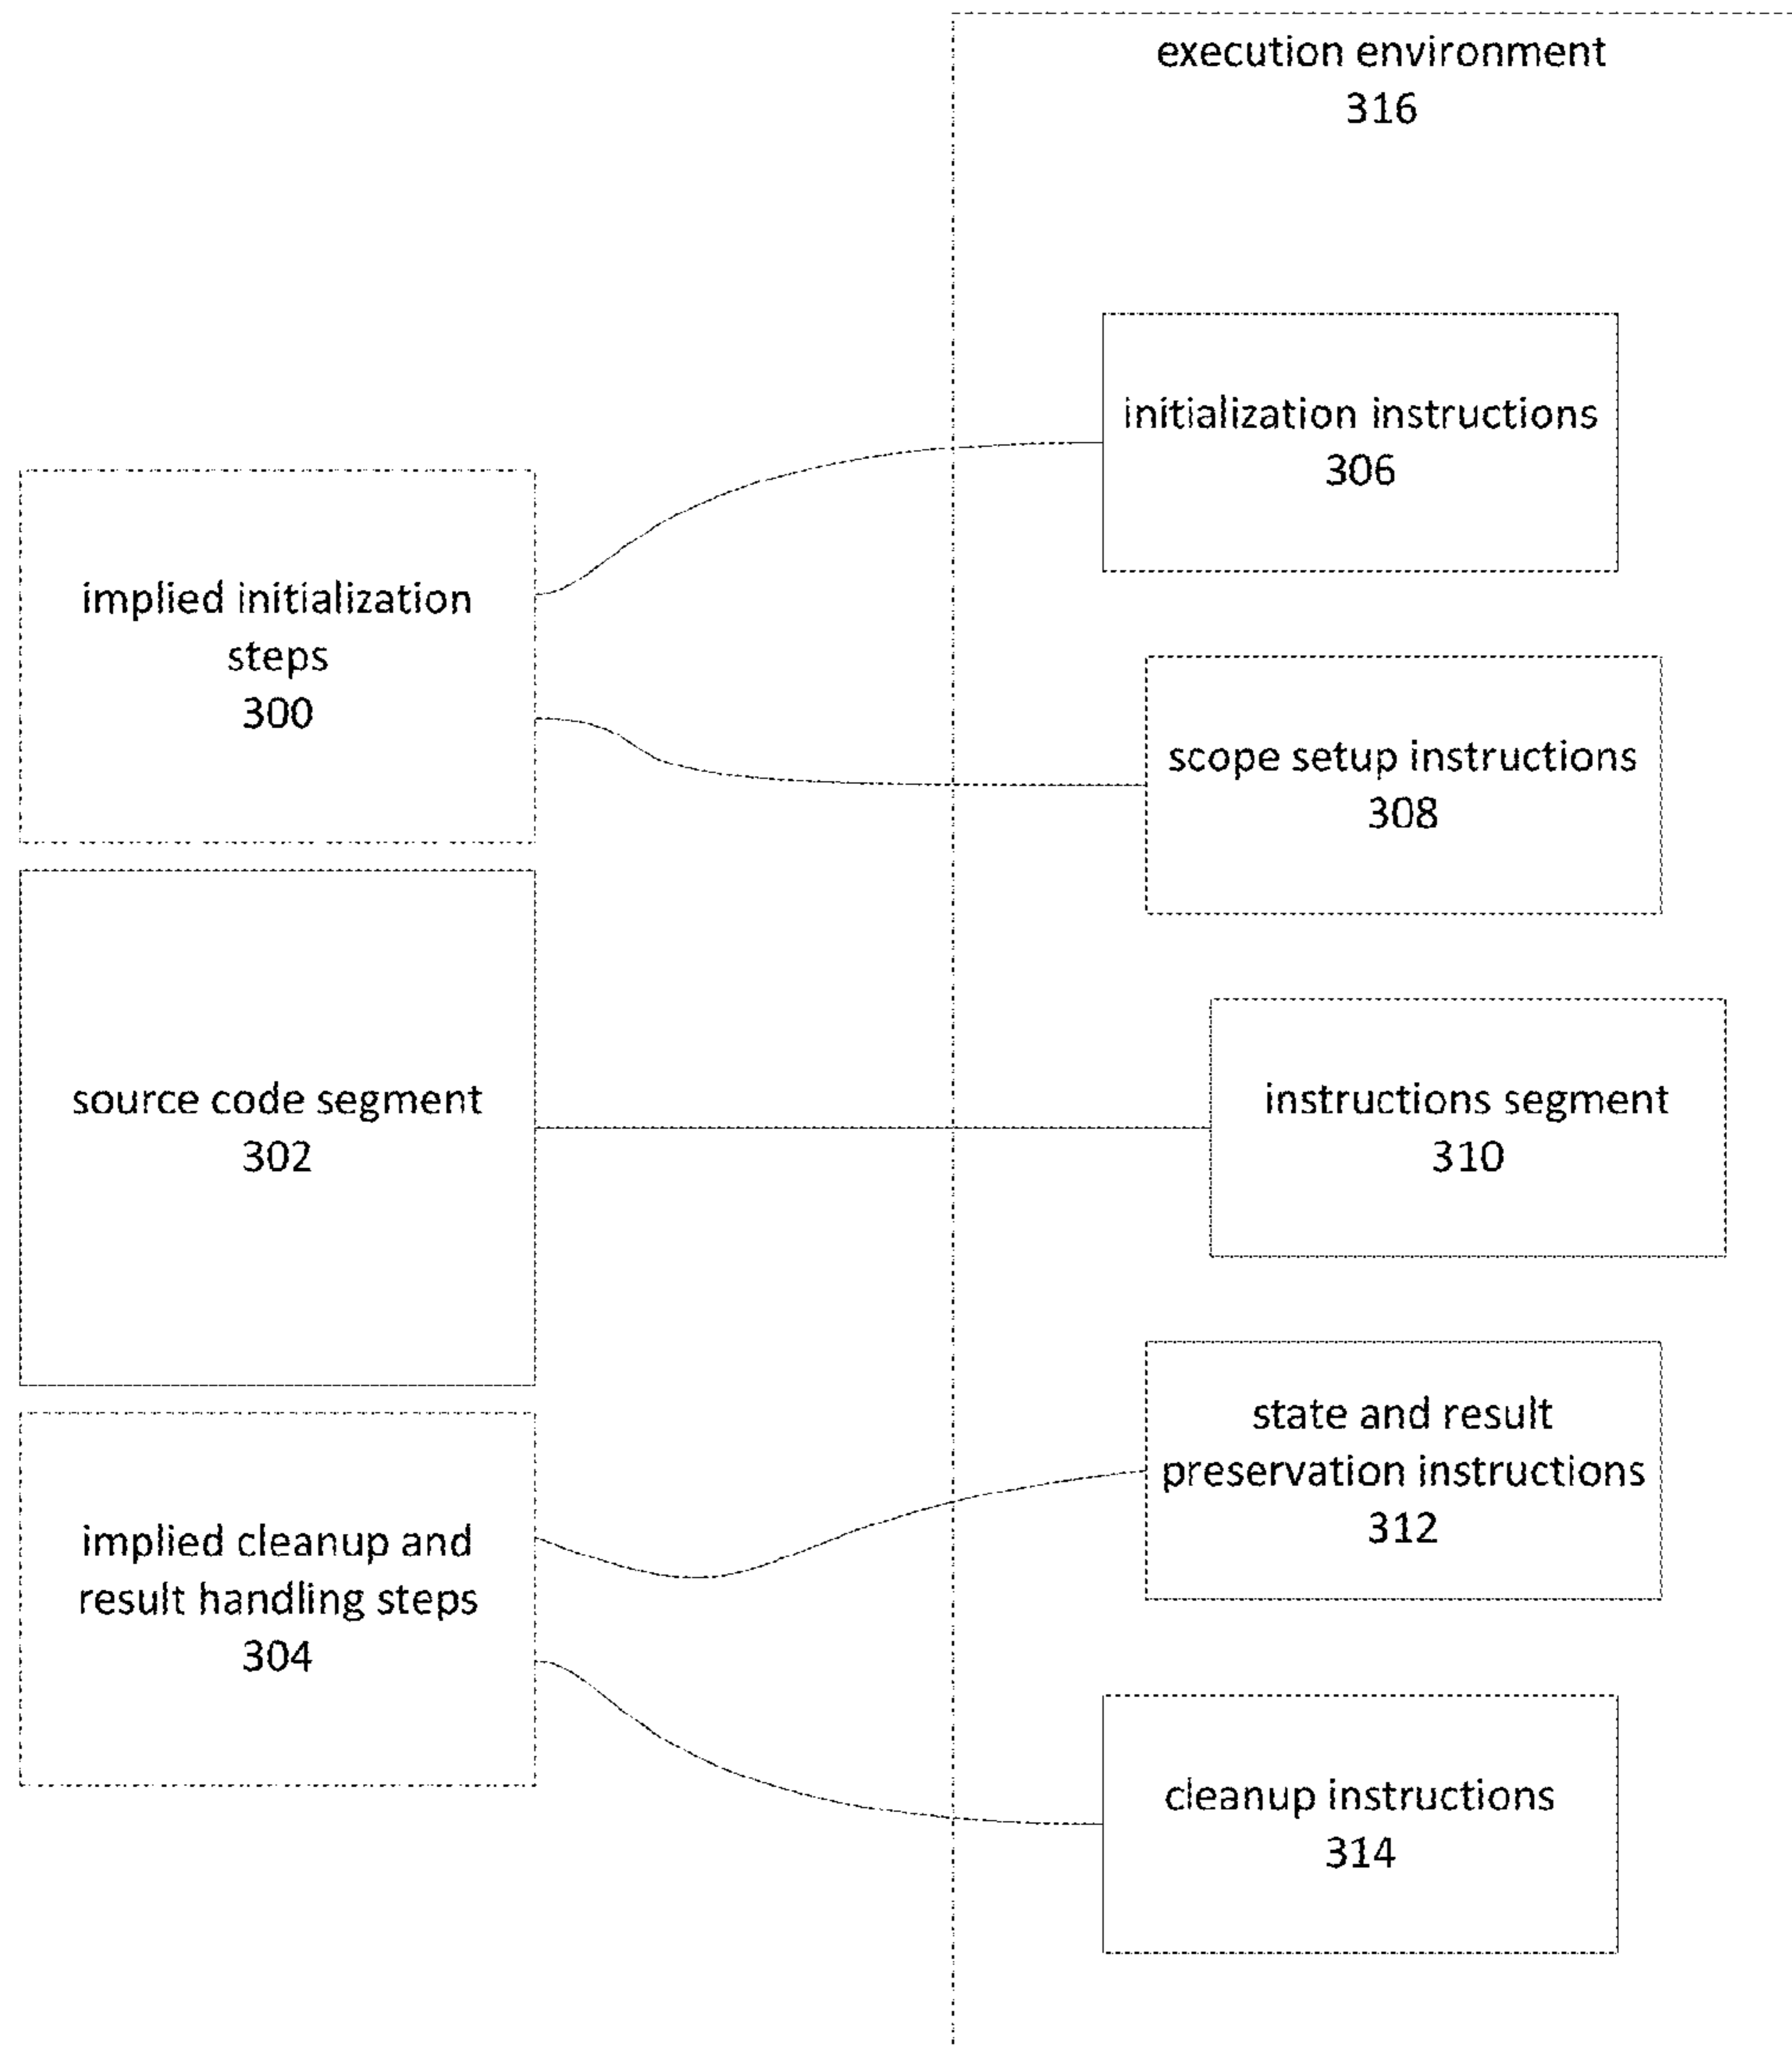 execution environment
316
initialization instructions
306
implied initialization
steps
300
scope setup instructions
308
source code segment
302
instructions segment
310
state and result
preservation instructions
312
implied cleanup and
result handling steps
304
cleanup instructions
314